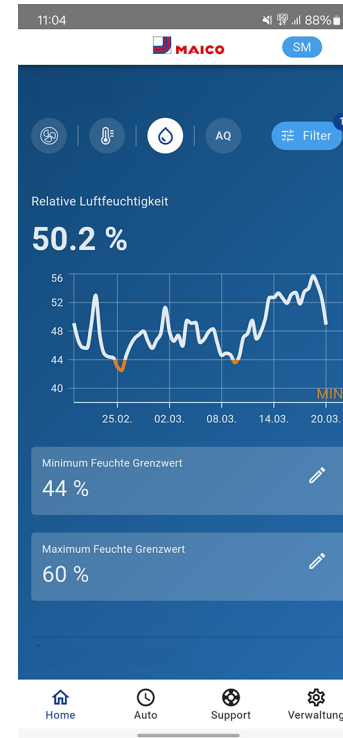 11:04
88%
MAICO
SM
AQ
Filter
1
Relative Luftfeuchtigkeit
50.2 %
56
52
48
44
40
MIN
25.02.
02.03.
08.03.
14.03.
20.03.
Minimum Feuchte Grenzwert
44 %
Maximum Feuchte Grenzwert
60 %
Home
Auto
Support
Verwaltung